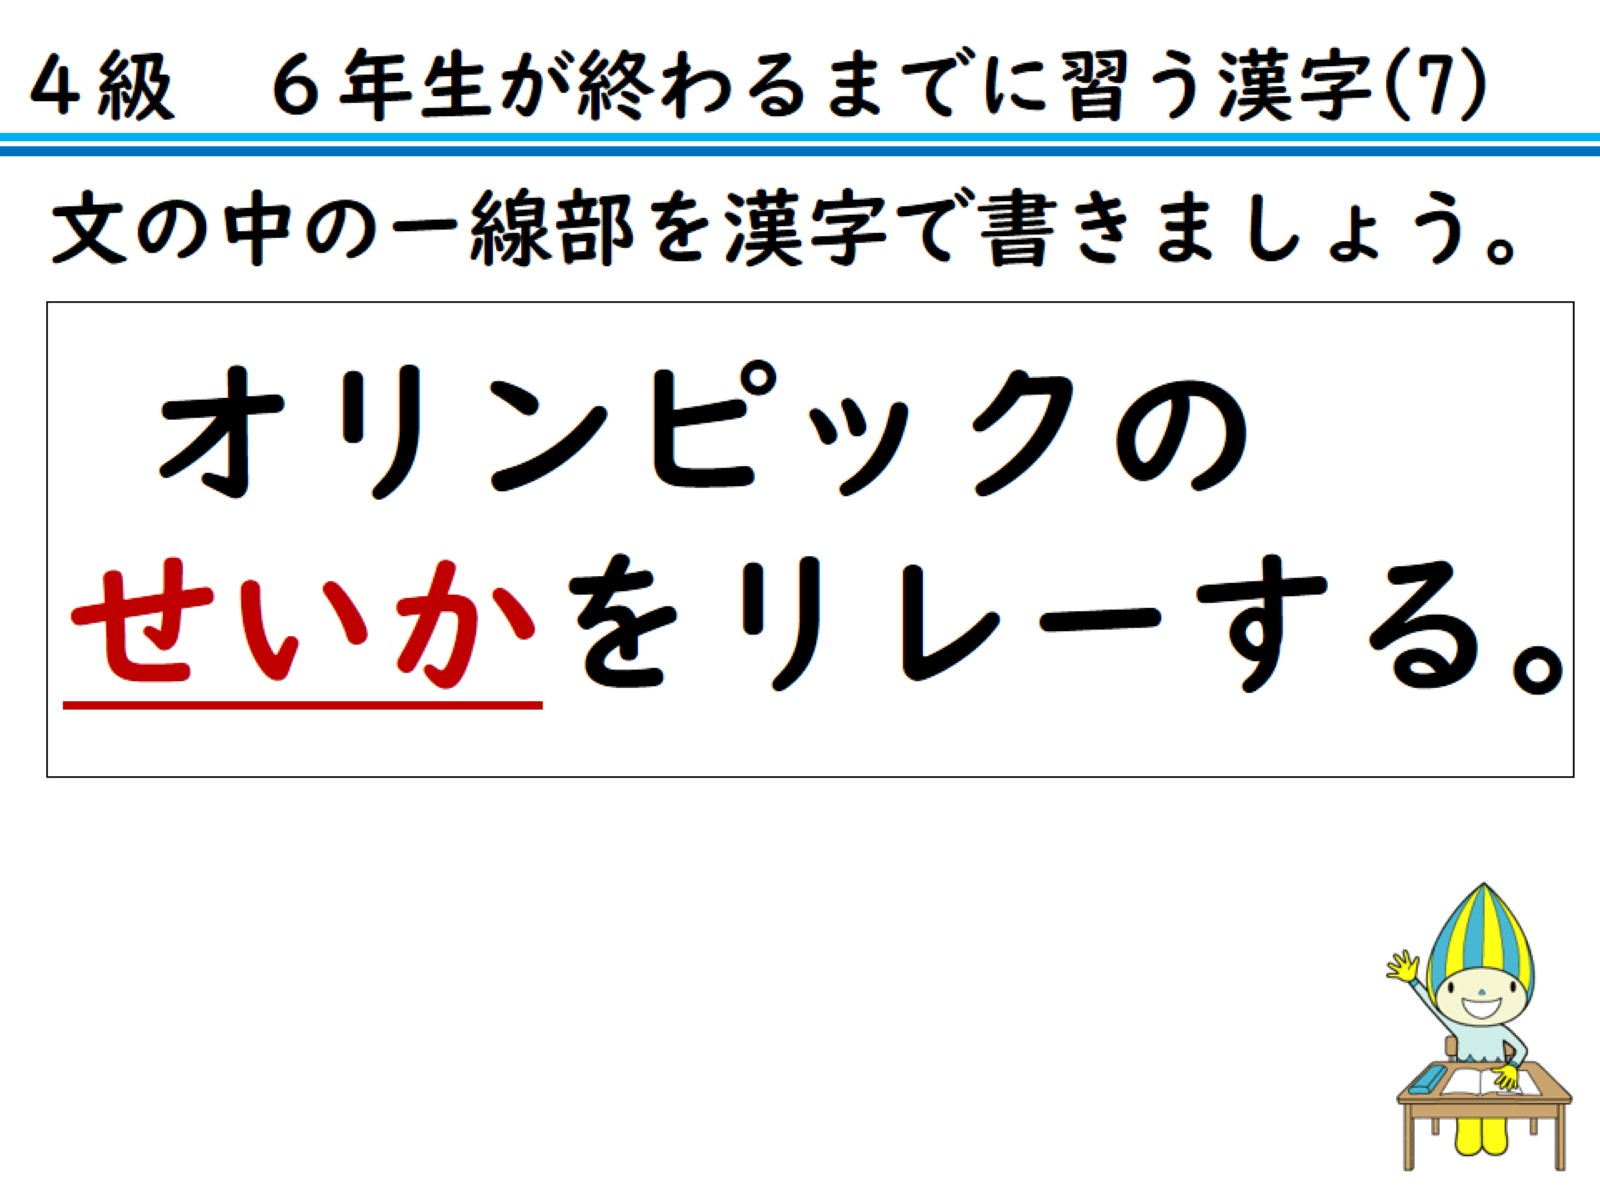 ４級　６年生が終わるまでに習う漢字(7)
文の中の一線部を漢字で書きましょう。
オリンピックの
せいかをリレーする。